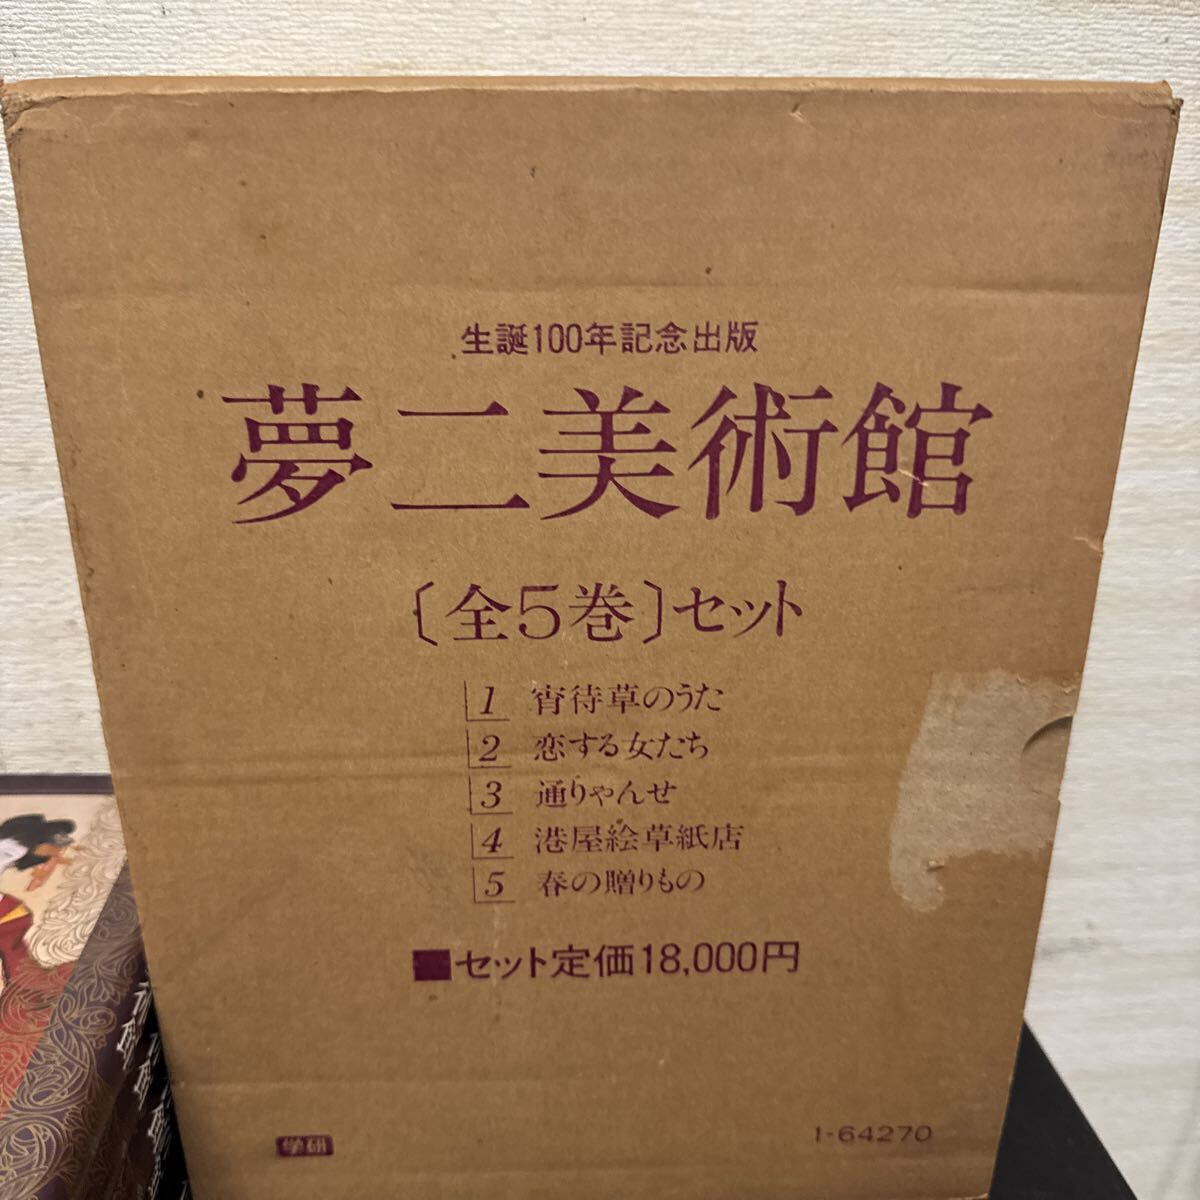 生誕100年記念出版
夢二美術館
〔全5巻〕セット
1 宵待草のうた
2 恋する女たち
3 通りゃんせ
4 港屋絵草紙店
5 春の贈りもの
■セット定価18,000円
学研
1-64270